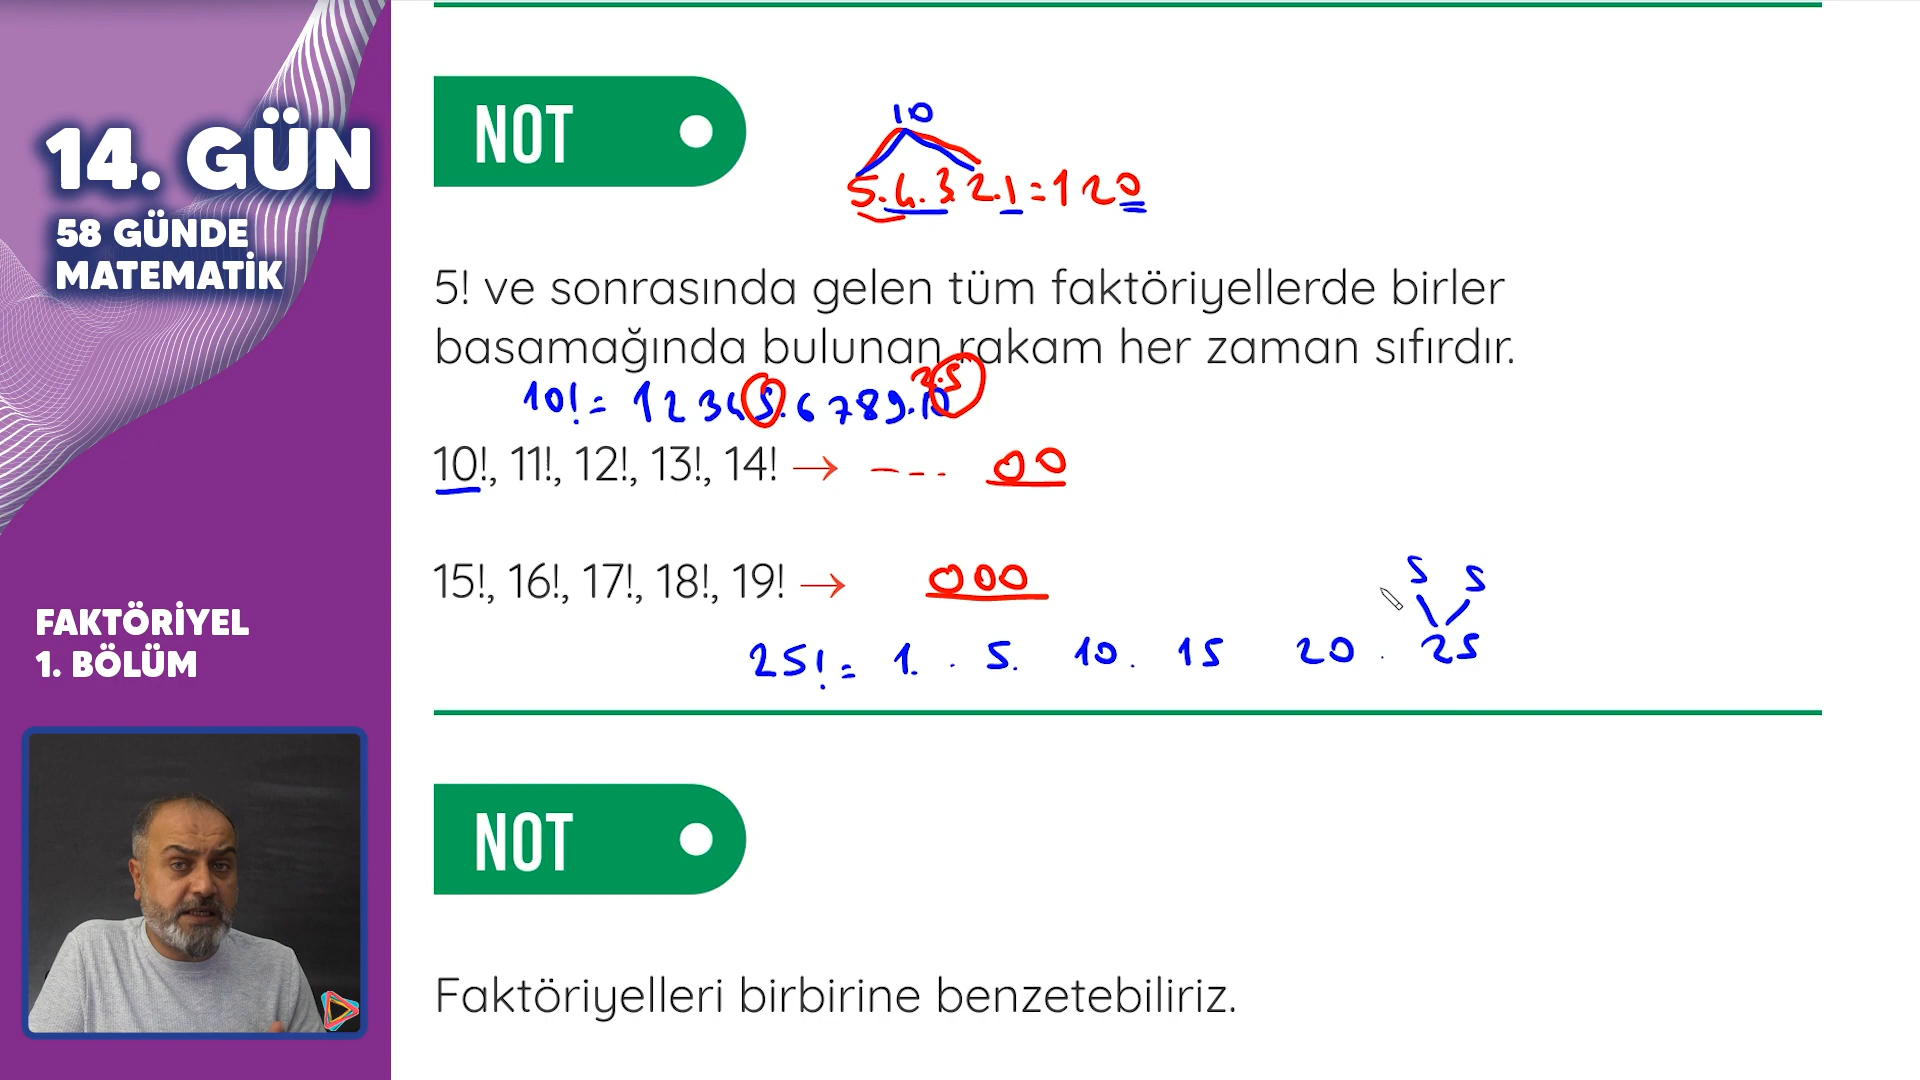 14. GÜN
58 GÜNDE
MATEMATİK
FAKTÖRİYEL
1. BÖLÜM
NOT
10
5.4.3.2.1=120
5! ve sonrasında gelen tüm faktöriyellerde birler
basamağında bulunan rakam her zaman sıfırdır.
2.5
10! = 1 2 3 4 5. 6 7 8 9. 10
10!, 11!, 12!, 13!, 14! → --- 00
15!, 16!, 17!, 18!, 19! → 000
5 5
25! = 1. . 5. 10. 15 20 . 25
NOT
Faktöriyelleri birbirine benzetebiliriz.